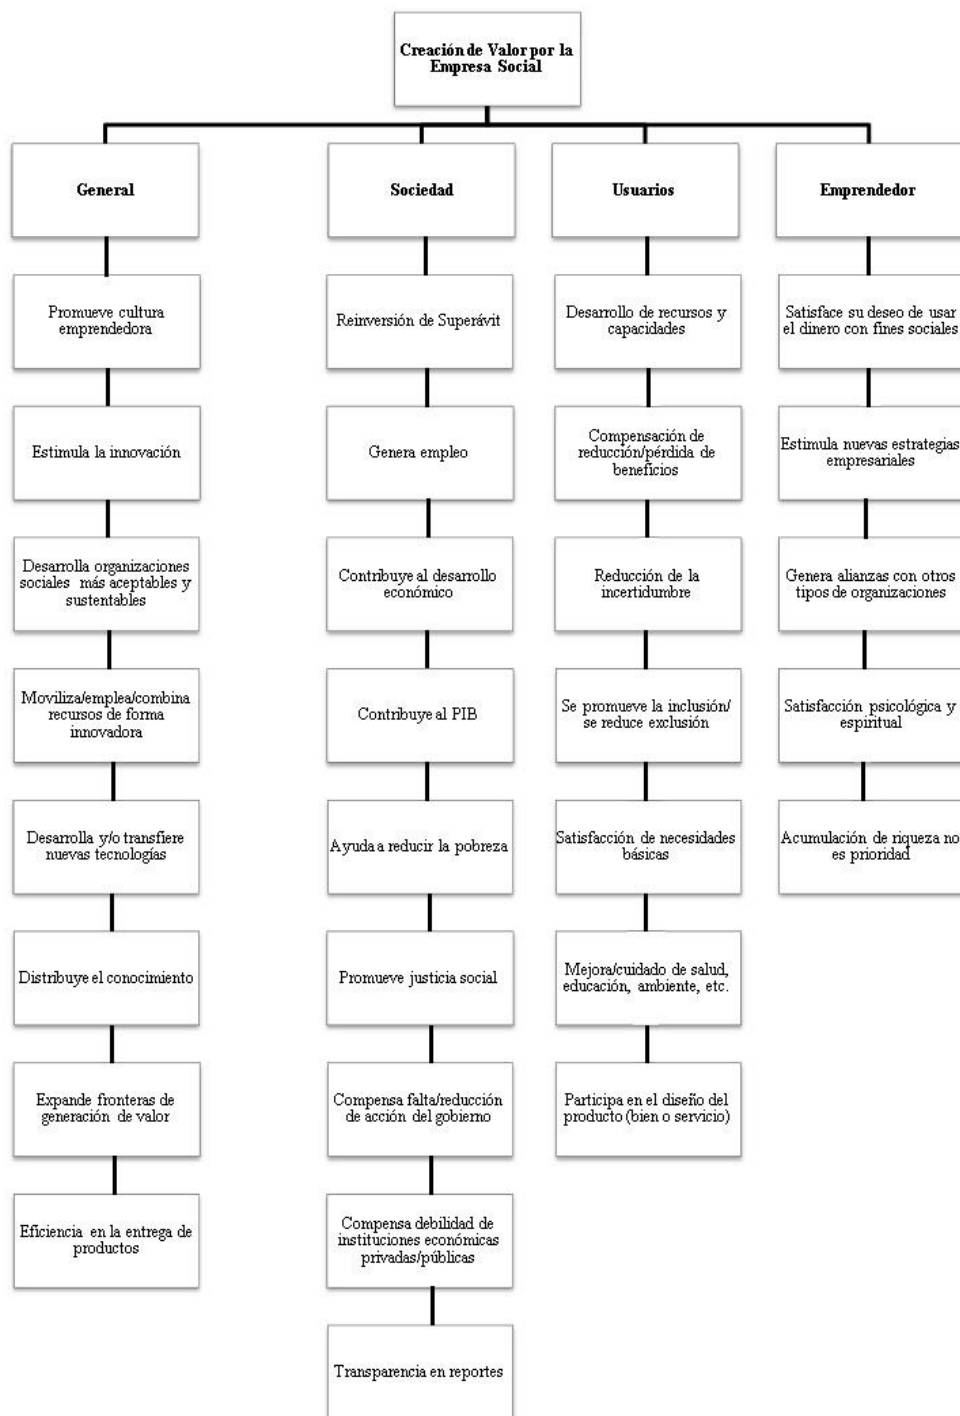 Creación de Valor por la
Empresa Social
General
Promueve cultura
emprendedora
Estimula la innovación
Desarrolla organizaciones
sociales más aceptables y
sustentables
Moviliza/emplea/combina
recursos de forma
innovadora
Desarrolla y/o transfiere
nuevas tecnologías
Distribuye el conocimiento
Expande fronteras de
generación de valor
Eficiencia en la entrega de
productos
Sociedad
Reinversión de Superávit
Genera empleo
Contribuye al desarrollo
económico
Contribuye al PIB
Ayuda a reducir la pobreza
Promueve justicia social
Compensa falta/reducción
de acción del gobierno
Compensa debilidad de
instituciones económicas
privadas/públicas
Transparencia en reportes
Usuarios
Desarrollo de recursos y
capacidades
Compensación de
reducción/pérdida de
beneficios
Reducción de la
incertidumbre
Se promueve la inclusión/
se reduce exclusión
Satisfacción de necesidades
básicas
Mejora/cuidado de salud,
educación, ambiente, etc.
Participa en el diseño del
producto (bien o servicio)
Emprendedor
Satisface su deseo de usar
el dinero con fines sociales
Estimula nuevas estrategias
empresariales
Genera alianzas con otros
tipos de organizaciones
Satisfacción psicológica y
espiritual
Acumulación de riqueza no
es prioridad